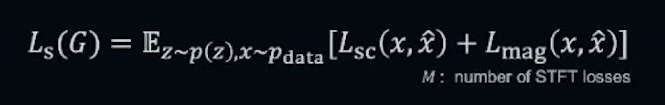 L_s(G) = 𝔼_{z~p(z),x~p_data}[L_sc(x, x̂) + L_mag(x, x̂)]
M : number of STFT losses